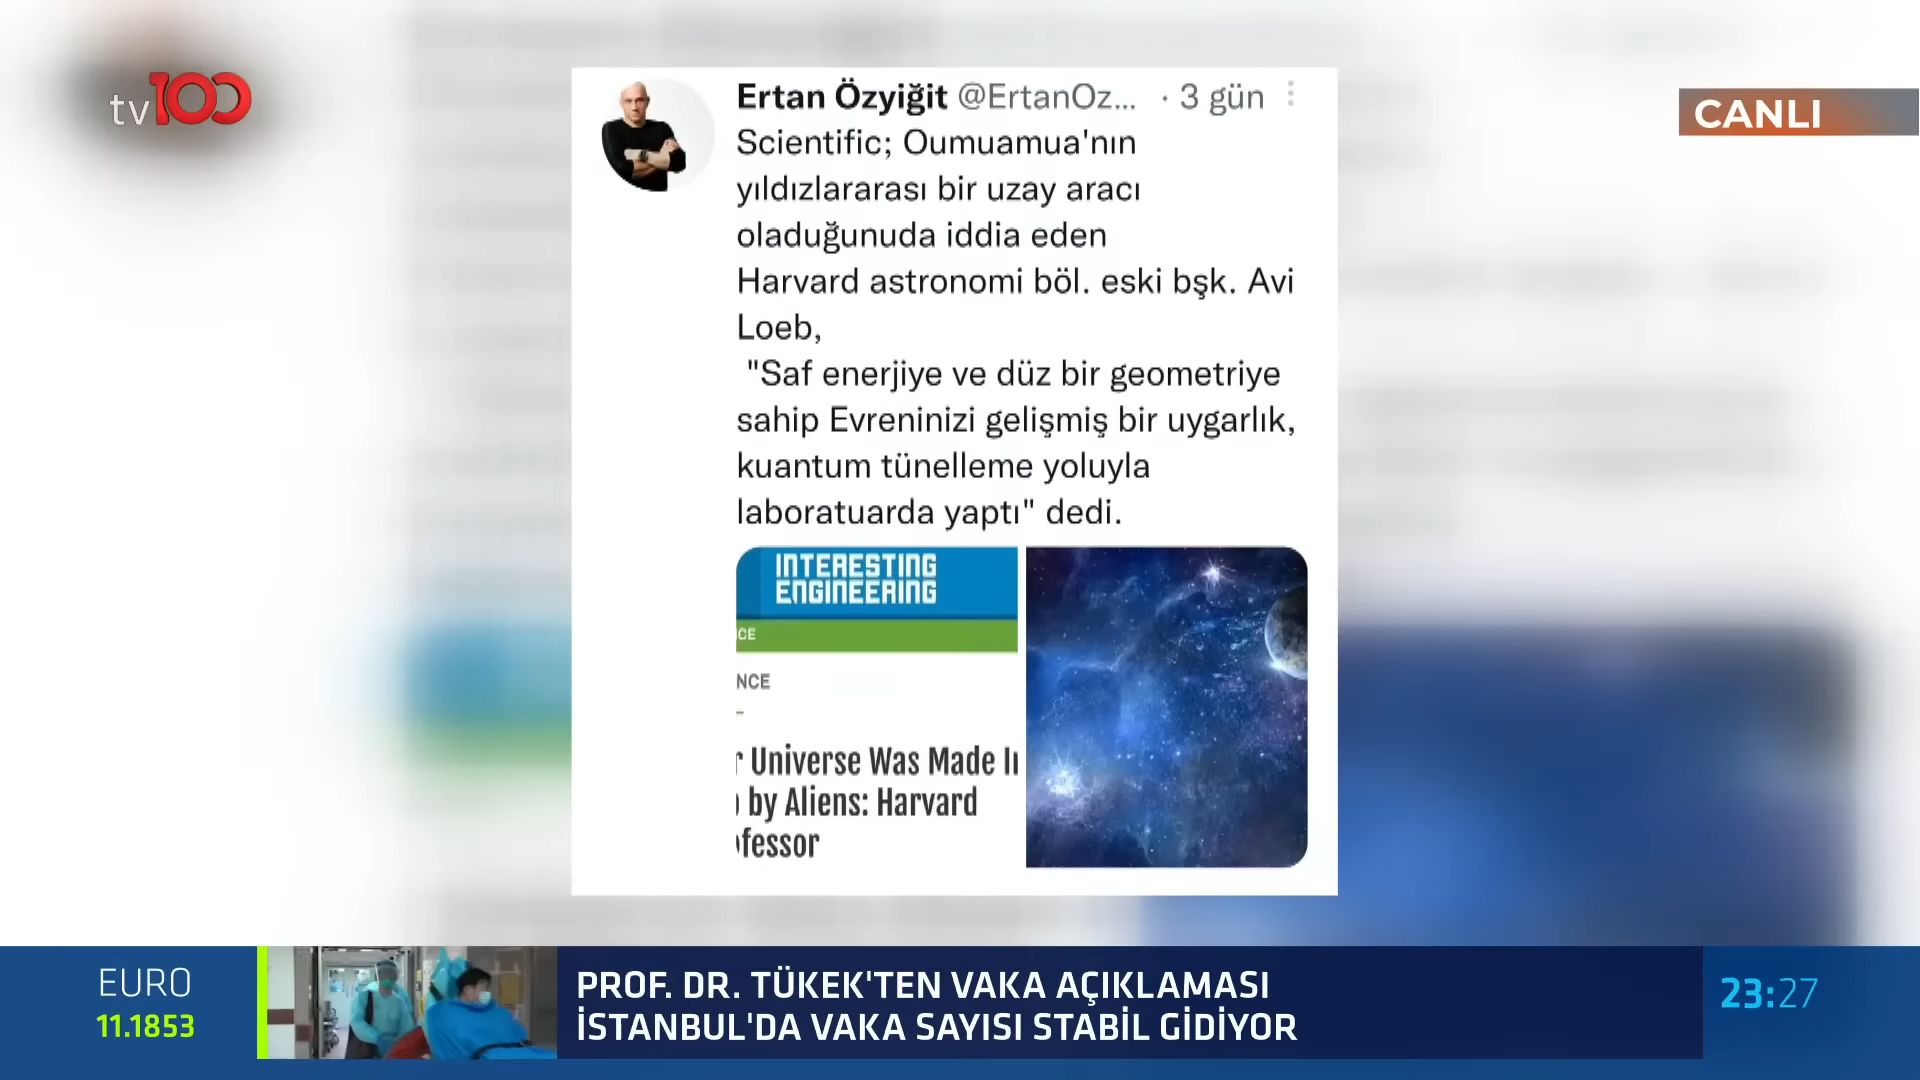 tv100
CANLI
Ertan Özyiğit @ErtanOz... · 3 gün
Scientific; Oumuamua'nın
yıldızlararası bir uzay aracı
oladuğunuda iddia eden
Harvard astronomi böl. eski bşk. Avi
Loeb,
"Saf enerjiye ve düz bir geometriye
sahip Evreninizi gelişmiş bir uygarlık,
kuantum tünelleme yoluyla
laboratuarda yaptı" dedi.
INTERESTING
ENGINEERING
ICE
NCE
r Universe Was Made In
by Aliens: Harvard
ofessor
EURO
11.1853
PROF. DR. TÜKEK'TEN VAKA AÇIKLAMASI
İSTANBUL'DA VAKA SAYISI STABİL GİDİYOR
23:27